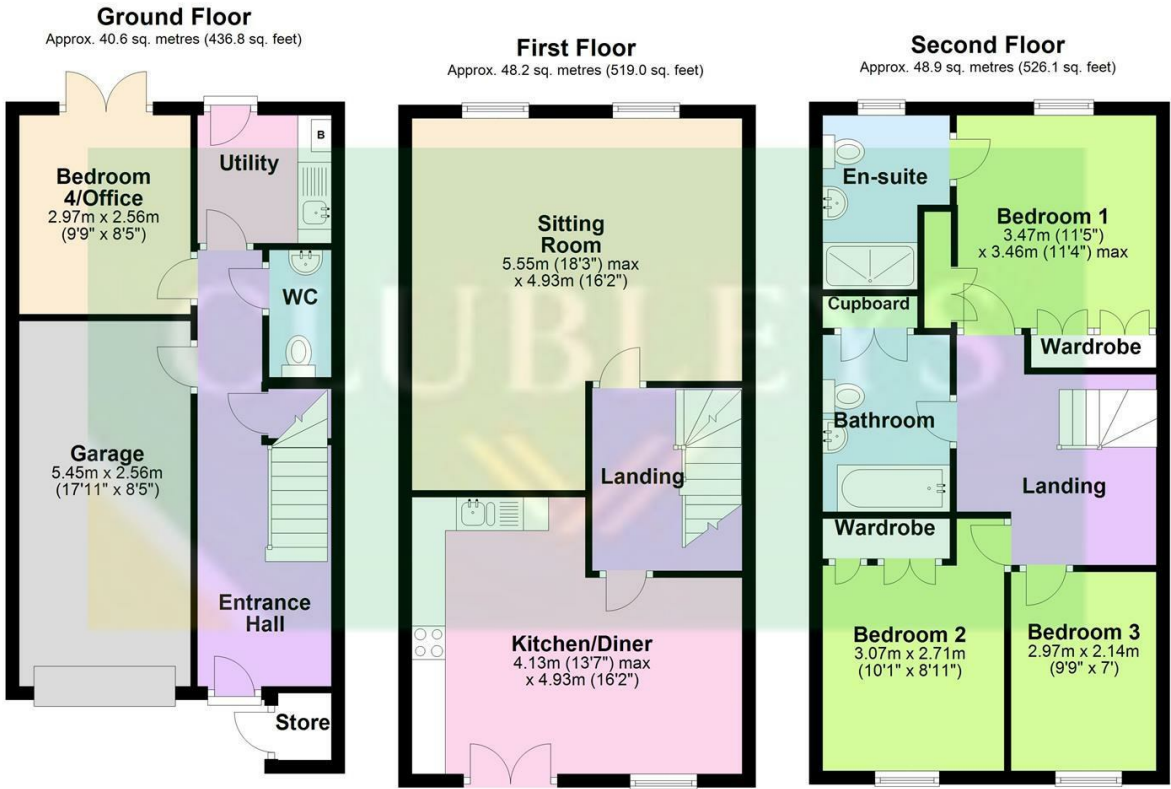 Ground Floor
Approx. 40.6 sq. metres (436.8 sq. feet)
Bedroom
4/Office
2.97m x 2.56m
(9'9" x 8'5")
Utility
B
WC
Garage
5.45m x 2.56m
(17'11" x 8'5")
Entrance
Hall
Store
First Floor
Approx. 48.2 sq. metres (519.0 sq. feet)
Sitting
Room
5.55m (18'3") max
x 4.93m (16'2")
Landing
Kitchen/Diner
4.13m (13'7") max
x 4.93m (16'2")
Second Floor
Approx. 48.9 sq. metres (526.1 sq. feet)
En-suite
Bedroom 1
3.47m (11'5")
x 3.46m (11'4") max
Cupboard
Wardrobe
Bathroom
Landing
Wardrobe
Bedroom 2
3.07m x 2.71m
(10'1" x 8'11")
Bedroom 3
2.97m x 2.14m
(9'9" x 7')
CLUBLEYS